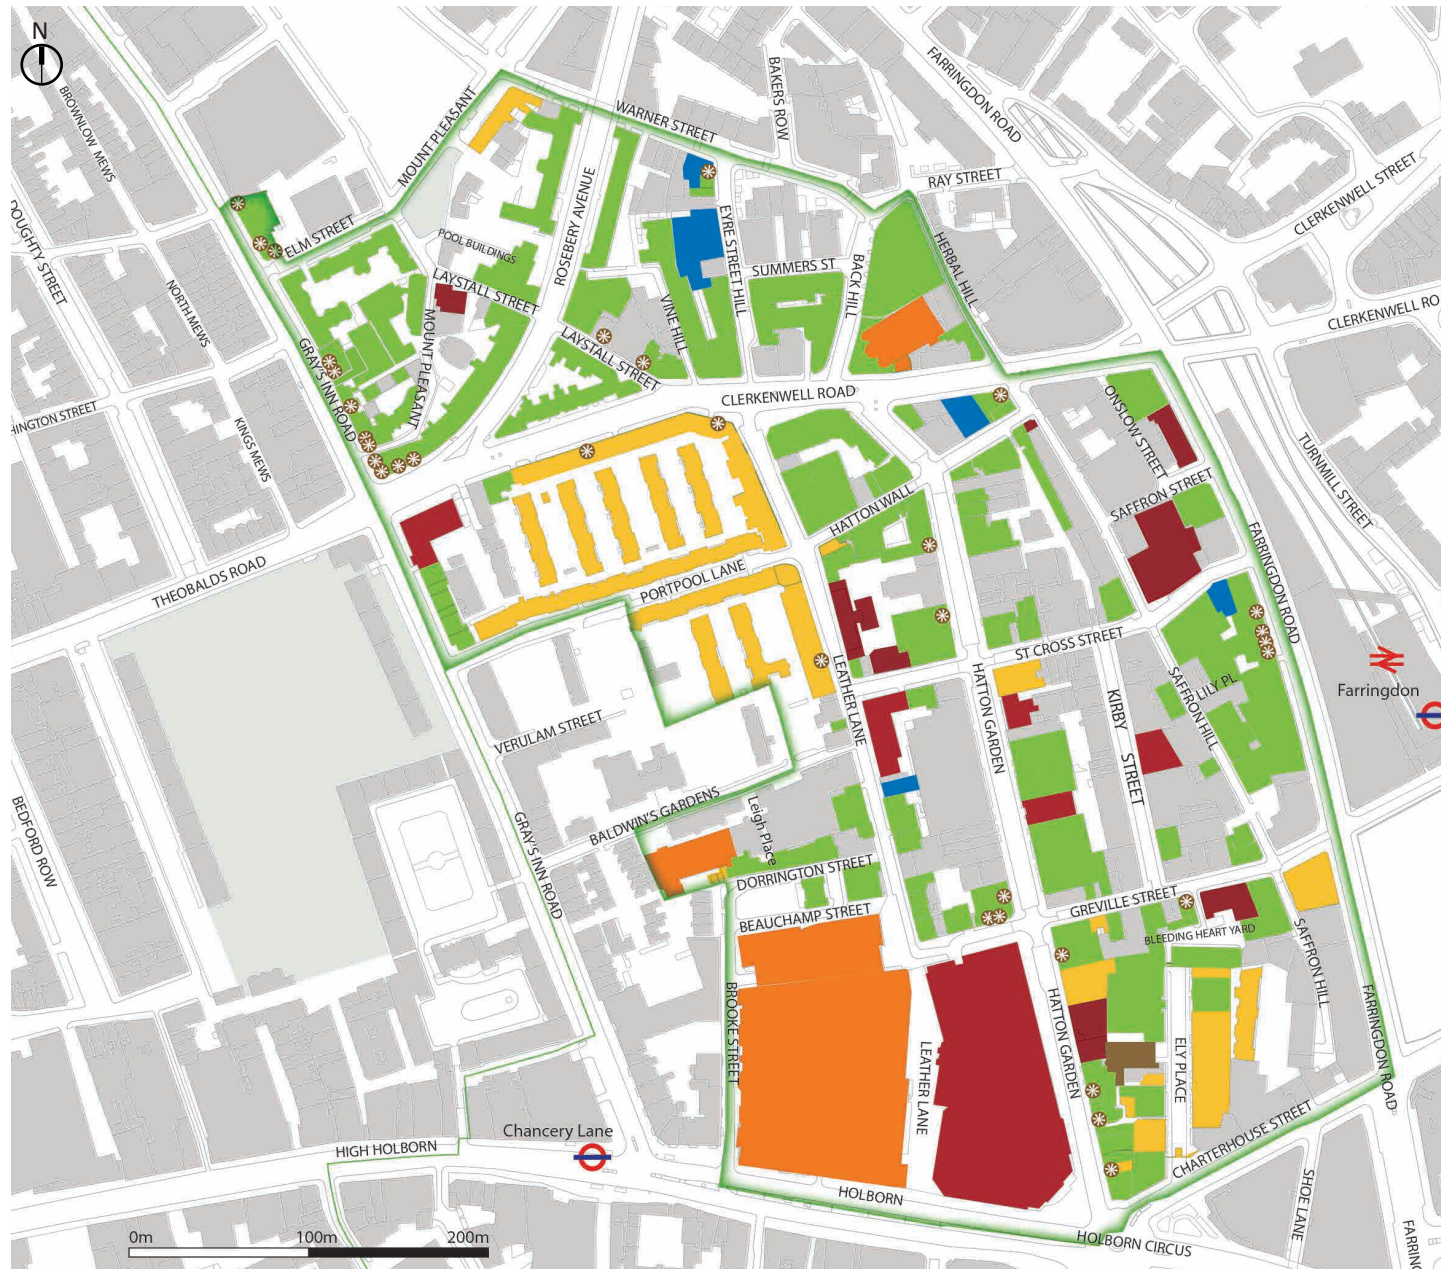 N
BROWNLOW MEWS
MOUNT PLEASANT
WARNER STREET
BAKERS ROW
FARRINGDON ROAD
RAY STREET
CLERKENWELL STREET
DOUGHTY STREET
ELM STREET
ROSEBERY AVENUE
EYRE STREET HILL
HERBAL HILL
POOL BUILDINGS
LAYSTALL STREET
SUMMERS ST
BACK HILL
NORTH MEWS
MOUNT PLEASANT
VINE HILL
CLERKENWELL RO
GRAY'S INN ROAD
LAYSTALL STREET
CLERKENWELL ROAD
ONSLOW STREET
HINGTON STREET
KINGS MEWS
TURNMILL STREET
HATTON WALL
SAFFRON STREET
THEOBALDS ROAD
PORTPOOL LANE
FARRINGDON ROAD
LEATHER LANE
ST CROSS STREET
HATTON GARDEN
SAFFRON HILL
LILY PL
Farringdon
KIRBY STREET
VERULAM STREET
BEDFORD ROW
GRAY'S INN ROAD
BALDWIN'S GARDENS
Leigh Place
DORRINGTON STREET
BEAUCHAMP STREET
GREVILLE STREET
BLEEDING HEART YARD
SAFFRON HILL
BROOKE STREET
HATTON GARDEN
LEATHER LANE
ELY PLACE
FARRINGDON ROAD
CHARTERHOUSE STREET
Chancery Lane
HIGH HOLBORN
HOLBORN
SHOE LANE
HOLBORN CIRCUS
FARRING
0m 100m 200m